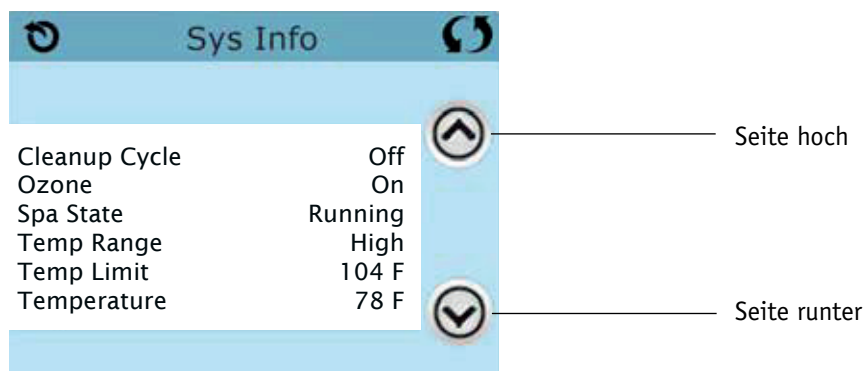 Sys Info
Seite hoch
Cleanup Cycle Off
Ozone On
Spa State Running
Temp Range High
Temp Limit 104 F
Temperature 78 F
Seite runter